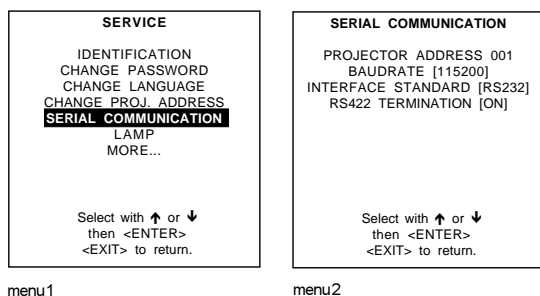 SERVICE
IDENTIFICATION
CHANGE PASSWORD
CHANGE LANGUAGE
CHANGE PROJ. ADDRESS
SERIAL COMMUNICATION
LAMP
MORE...
Select with ↑ or ↓
then <ENTER>
<EXIT> to return.
menu1
SERIAL COMMUNICATION
PROJECTOR ADDRESS 001
BAUDRATE [115200]
INTERFACE STANDARD [RS232]
RS422 TERMINATION [ON]
Select with ↑ or ↓
then <ENTER>
<EXIT> to return.
menu2